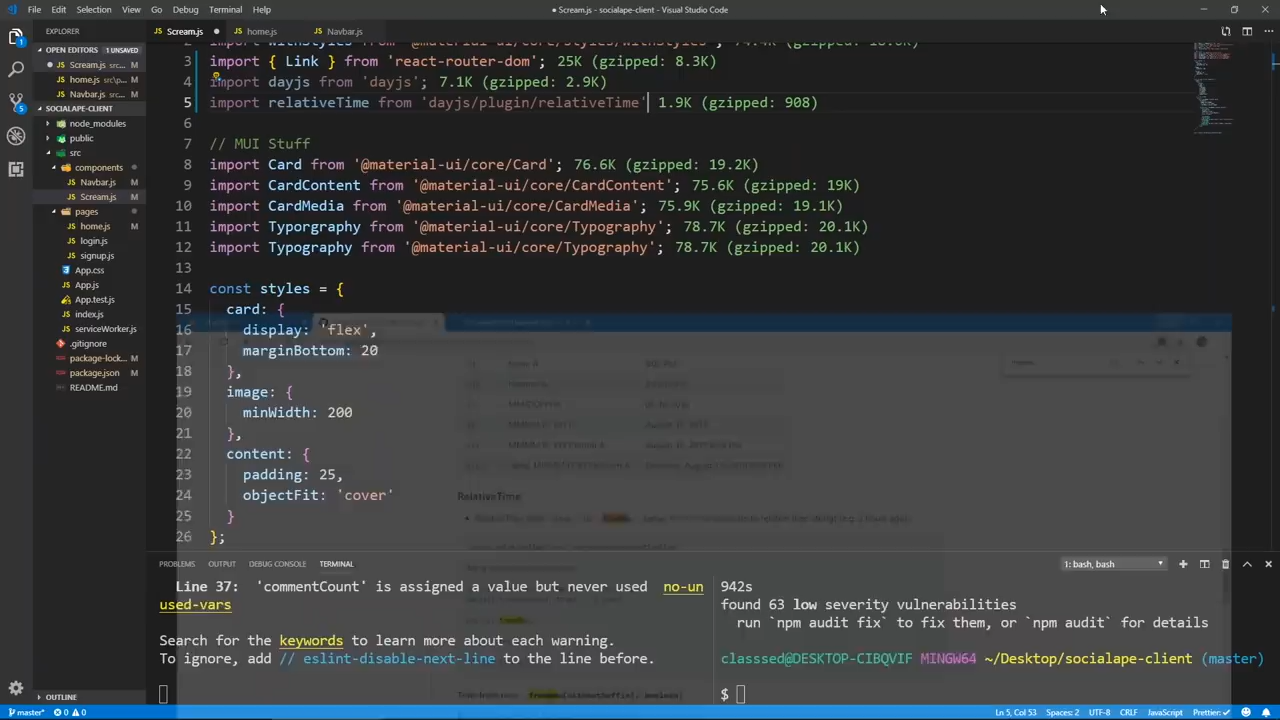 File Edit Selection View Go Debug Terminal Help
● Scream.js - socialape-client - Visual Studio Code
EXPLORER
OPEN EDITORS 1 UNSAVED
Scream.js src...
home.js src\p...
Navbar.js src...
SOCIALAPE-CLIENT
node_modules
public
src
components
Navbar.js M
Scream.js
pages
home.js M
login.js
signup.js
App.css
App.js
App.test.js
index.js
serviceWorker.js
.gitignore
package-lock... M
package.json M
README.md
OUTLINE
Scream.js ● home.js Navbar.js
3 import { Link } from 'react-router-dom'; 25K (gzipped: 8.3K)
4 import dayjs from 'dayjs'; 7.1K (gzipped: 2.9K)
5 import relativeTime from 'dayjs/plugin/relativeTime' 1.9K (gzipped: 908)
6
7 // MUI Stuff
8 import Card from '@material-ui/core/Card'; 76.6K (gzipped: 19.2K)
9 import CardContent from '@material-ui/core/CardContent'; 75.6K (gzipped: 19K)
10 import CardMedia from '@material-ui/core/CardMedia'; 75.9K (gzipped: 19.1K)
11 import Typorgraphy from '@material-ui/core/Typography'; 78.7K (gzipped: 20.1K)
12 import Typography from '@material-ui/core/Typography'; 78.7K (gzipped: 20.1K)
13
14 const styles = {
15 card: {
16 display: 'flex',
17 marginBottom: 20
18 },
19 image: {
20 minWidth: 200
21 },
22 content: {
23 padding: 25,
24 objectFit: 'cover'
25 }
26 };
RelativeTime
PROBLEMS OUTPUT DEBUG CONSOLE TERMINAL
1: bash, bash
Line 37: 'commentCount' is assigned a value but never used no-un
used-vars
Search for the keywords to learn more about each warning.
To ignore, add // eslint-disable-next-line to the line before.
942s
found 63 low severity vulnerabilities
run `npm audit fix` to fix them, or `npm audit` for details
classsed@DESKTOP-CIBQVIF MINGW64 ~/Desktop/socialape-client (master)
$
master* 0 0 Ln 5, Col 53 Spaces: 2 UTF-8 CRLF JavaScript Prettier: ✓